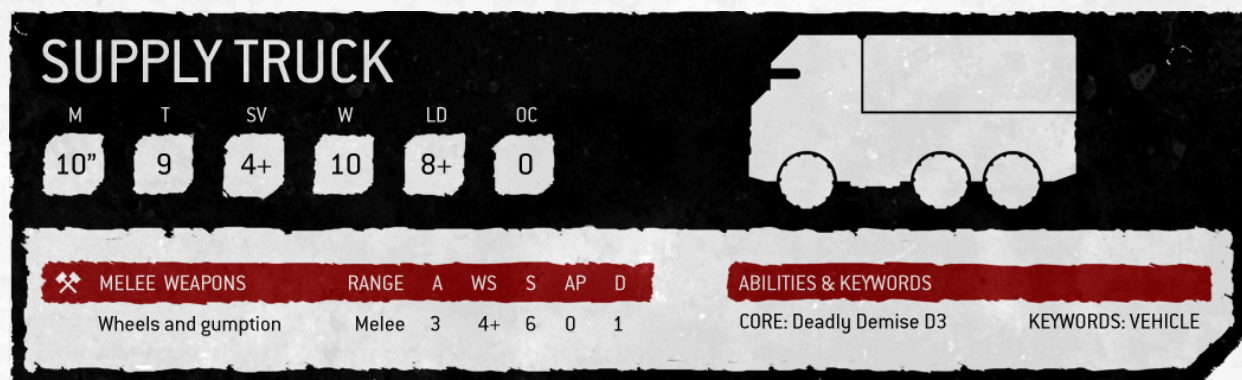 SUPPLY TRUCK
M T SV W LD OC
10” 9 4+ 10 8+ 0
MELEE WEAPONS RANGE A WS S AP D
Wheels and gumption Melee 3 4+ 6 0 1
ABILITIES & KEYWORDS
CORE: Deadly Demise D3 KEYWORDS: VEHICLE